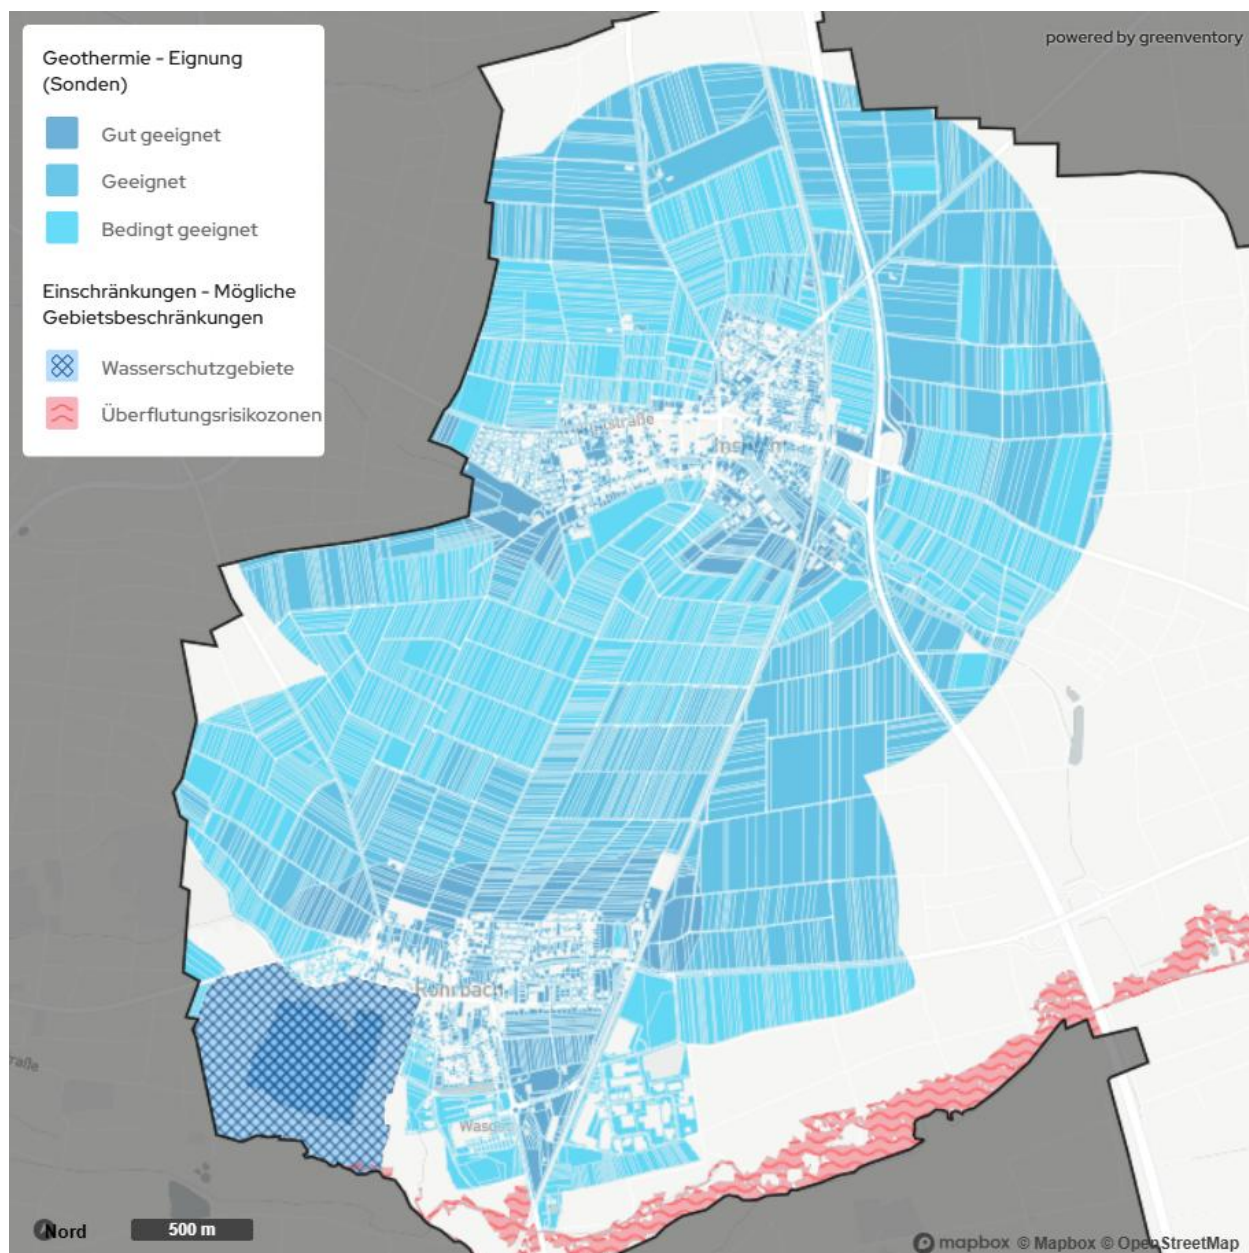 Geothermie - Eignung
(Sonden)
Gut geeignet
Geeignet
Bedingt geeignet
Einschränkungen - Mögliche
Gebietsbeschränkungen
Wasserschutzgebiete
Überflutungsrisikozonen
powered by greenventory
Rohrbach
raße
Nord
500 m
mapbox © Mapbox © OpenStreetMap